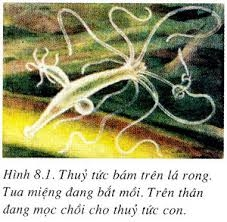 Hình 8.1. Thuỷ tức bám trên lá rong.
Tua miệng đang bắt mồi. Trên thân
đang mọc chồi cho thuỷ tức con.